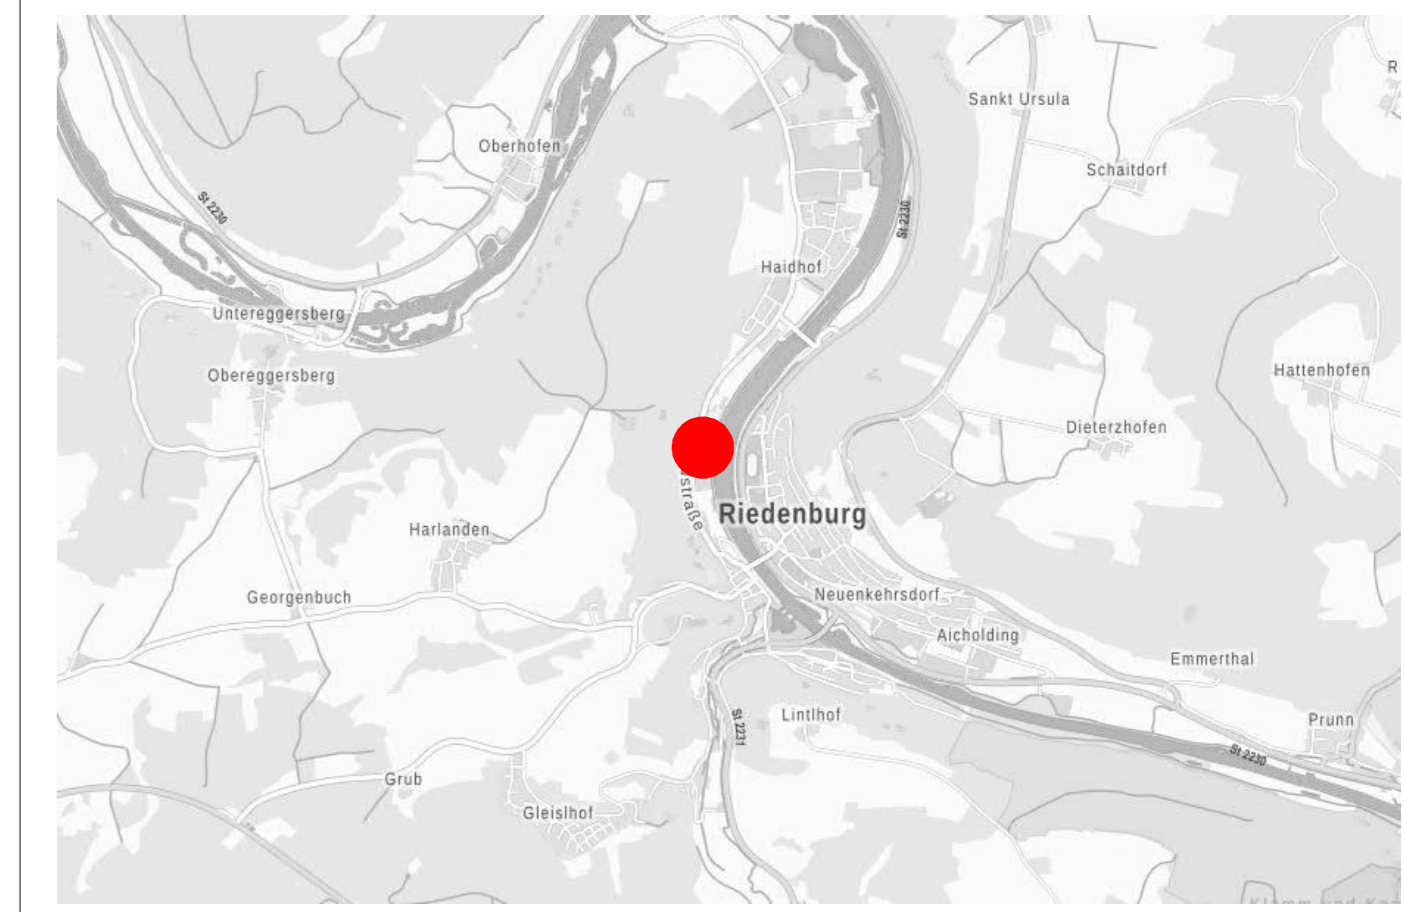 R
Sankt Ursula
Oberhofen
Schaitdorf
St 2230
St 2230
Haidhof
Untereggersberg
Obereggersberg
Hattenhofen
Dieterzhofen
straße
Riedenburg
Harlanden
Georgenbuch
Neuenkehrsdorf
Aicholding
Emmerthal
Lintlhof
Prunn
St 2231
St 2230
Grub
Gleislhof